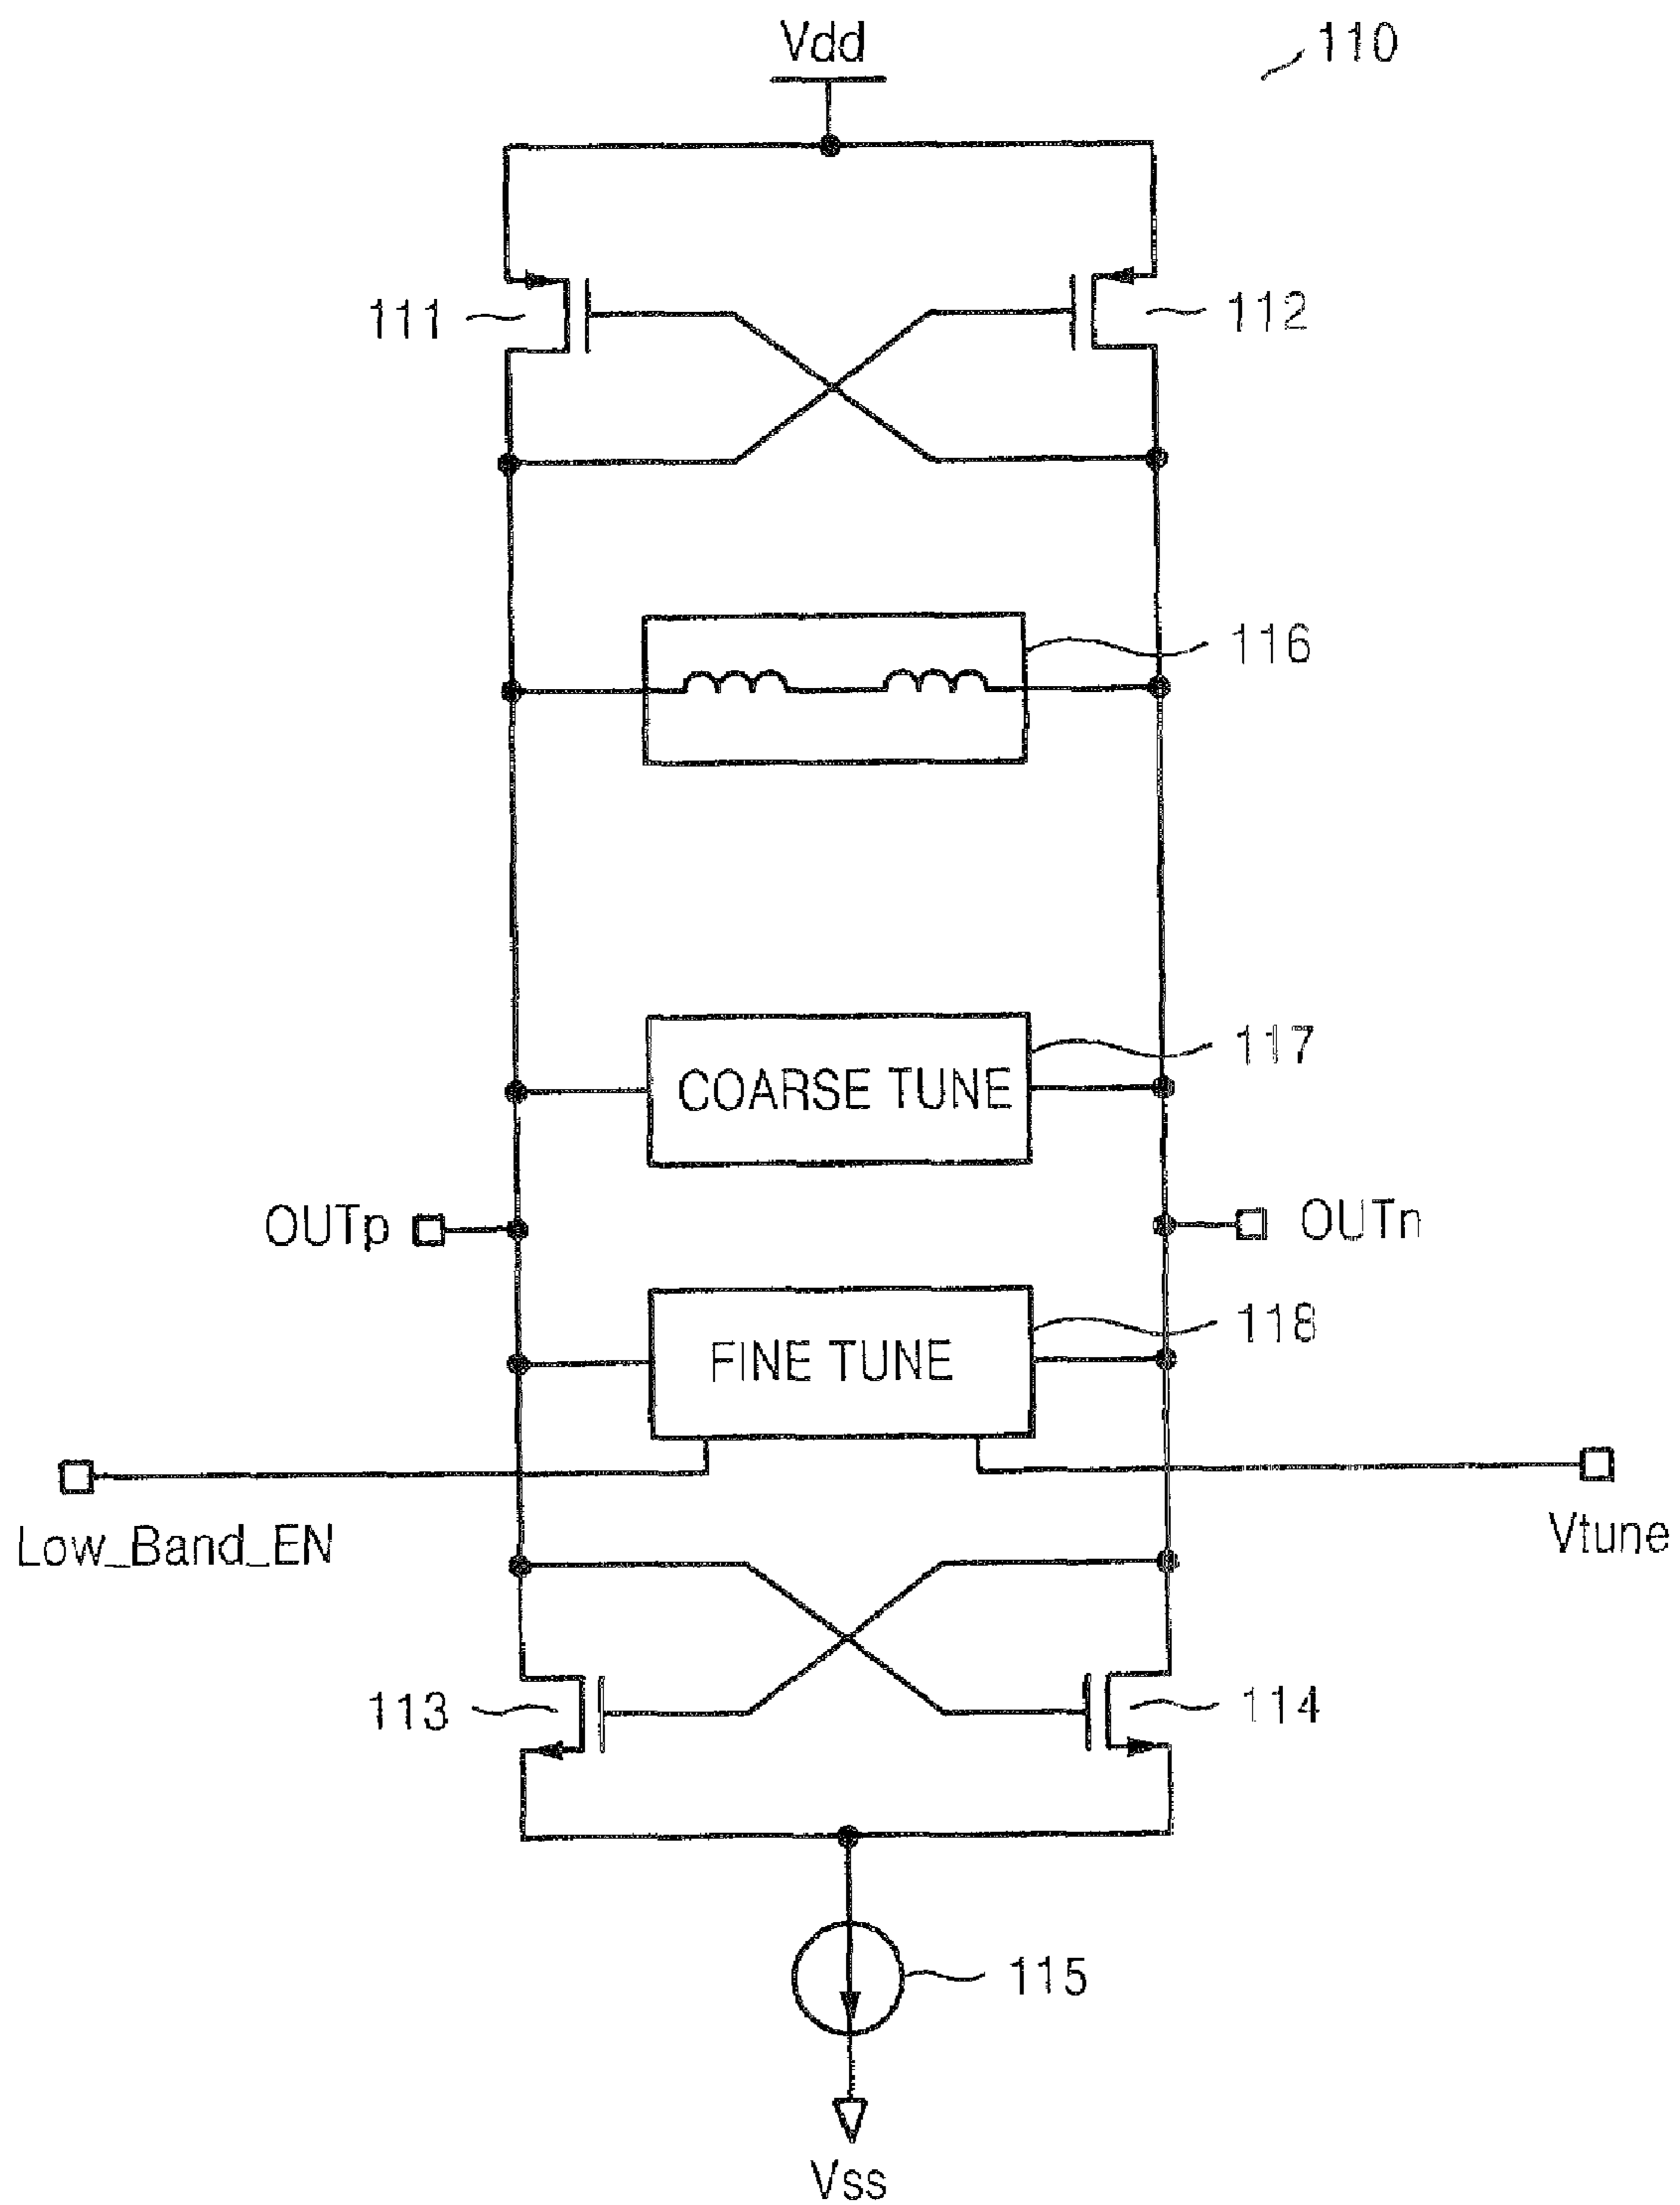 Vdd
110
111
112
116
117
COARSE TUNE
OUTp
OUTn
118
FINE TUNE
Low_Band_EN
Vtune
113
114
115
Vss